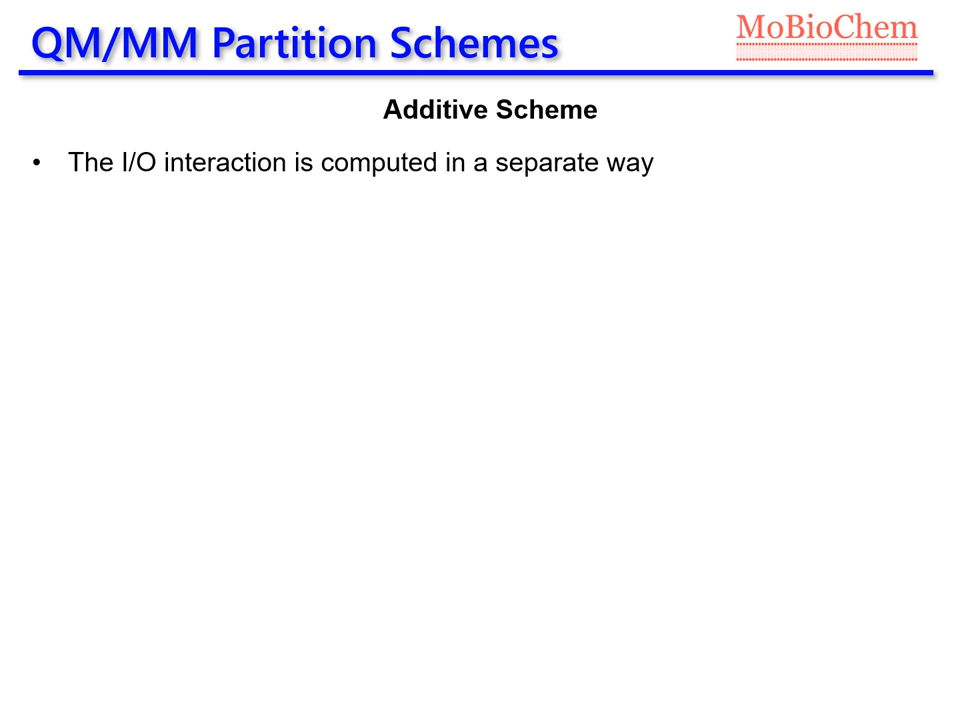 QM/MM Partition Schemes
MoBioChem
Additive Scheme
• The I/O interaction is computed in a separate way